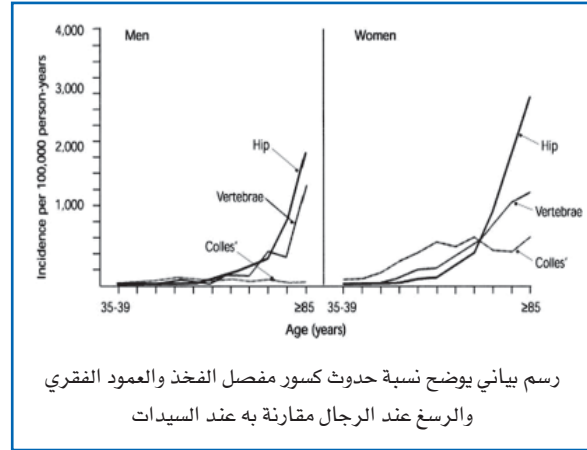 4,000
3,000
2,000
1,000
Incidence per 100,000 person-years
Men
Hip
Vertebrae
Colles'
35-39
≥85
Women
Hip
Vertebrae
Colles'
35-39
≥85
Age (years)
رسم بياني يوضح نسبة حدوث كسور مفصل الفخذ والعمود الفقري
والرسغ عند الرجال مقارنة به عند السيدات